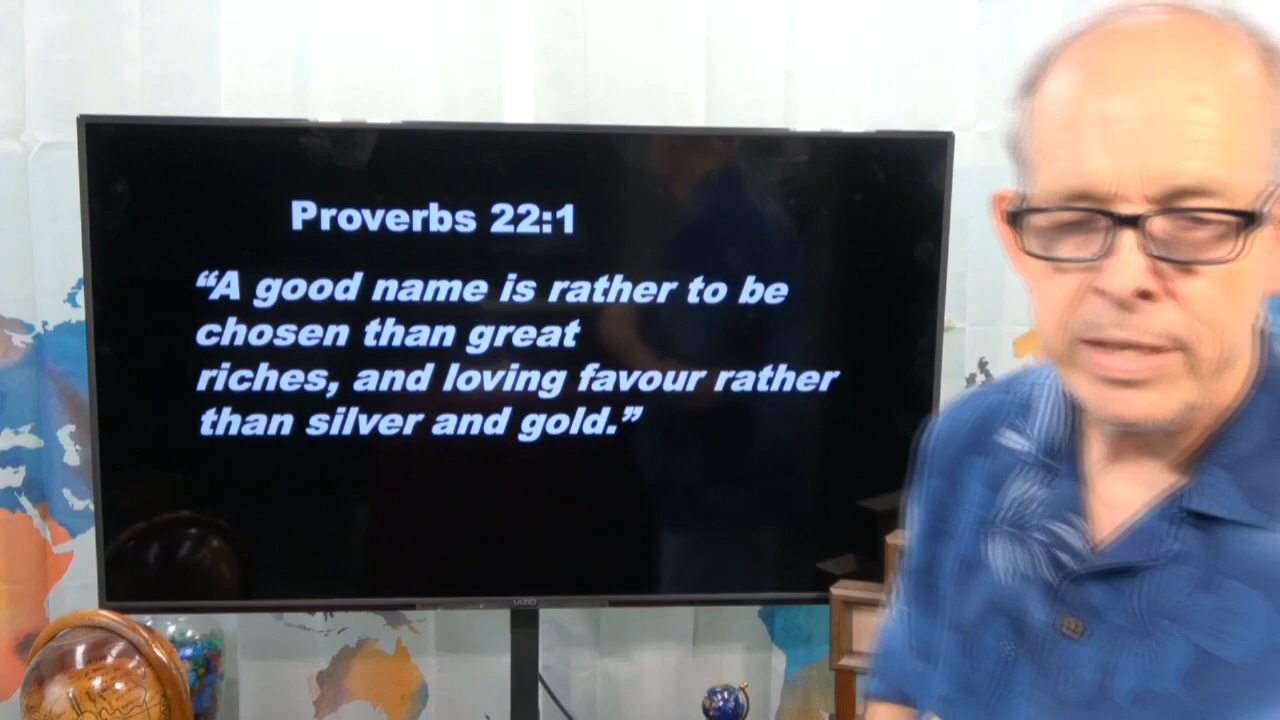 Proverbs 22:1
“A good name is rather to be
chosen than great
riches, and loving favour rather
than silver and gold.”
VIZIO